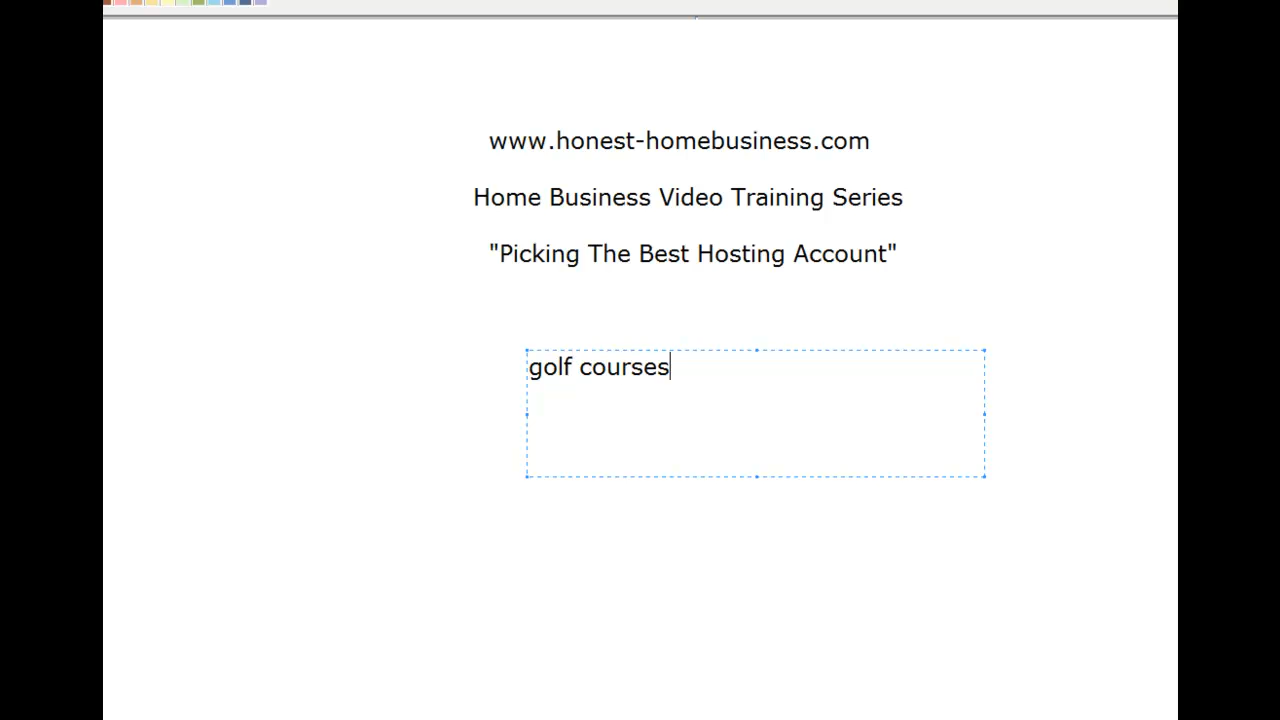 www.honest-homebusiness.com
Home Business Video Training Series
"Picking The Best Hosting Account"
golf courses